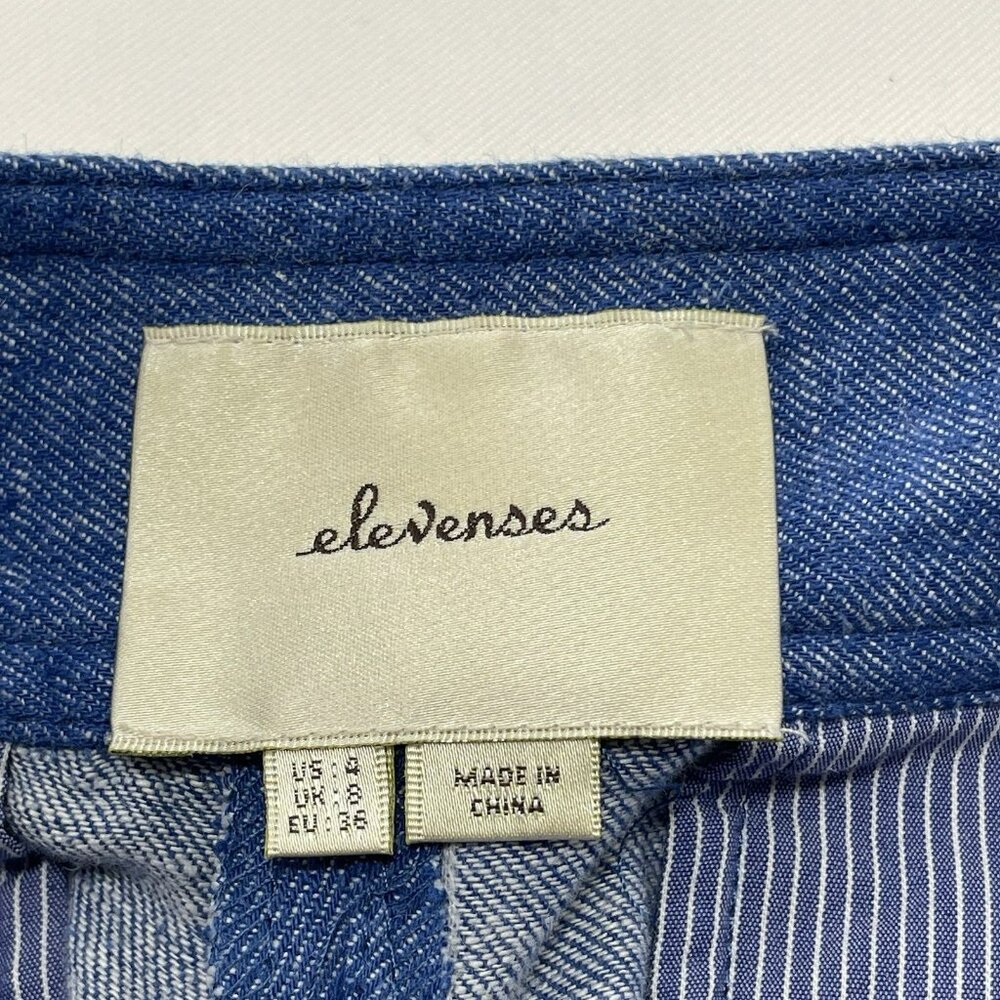 elevenses
US : 4
UK : 8
EU : 36
MADE IN
CHINA